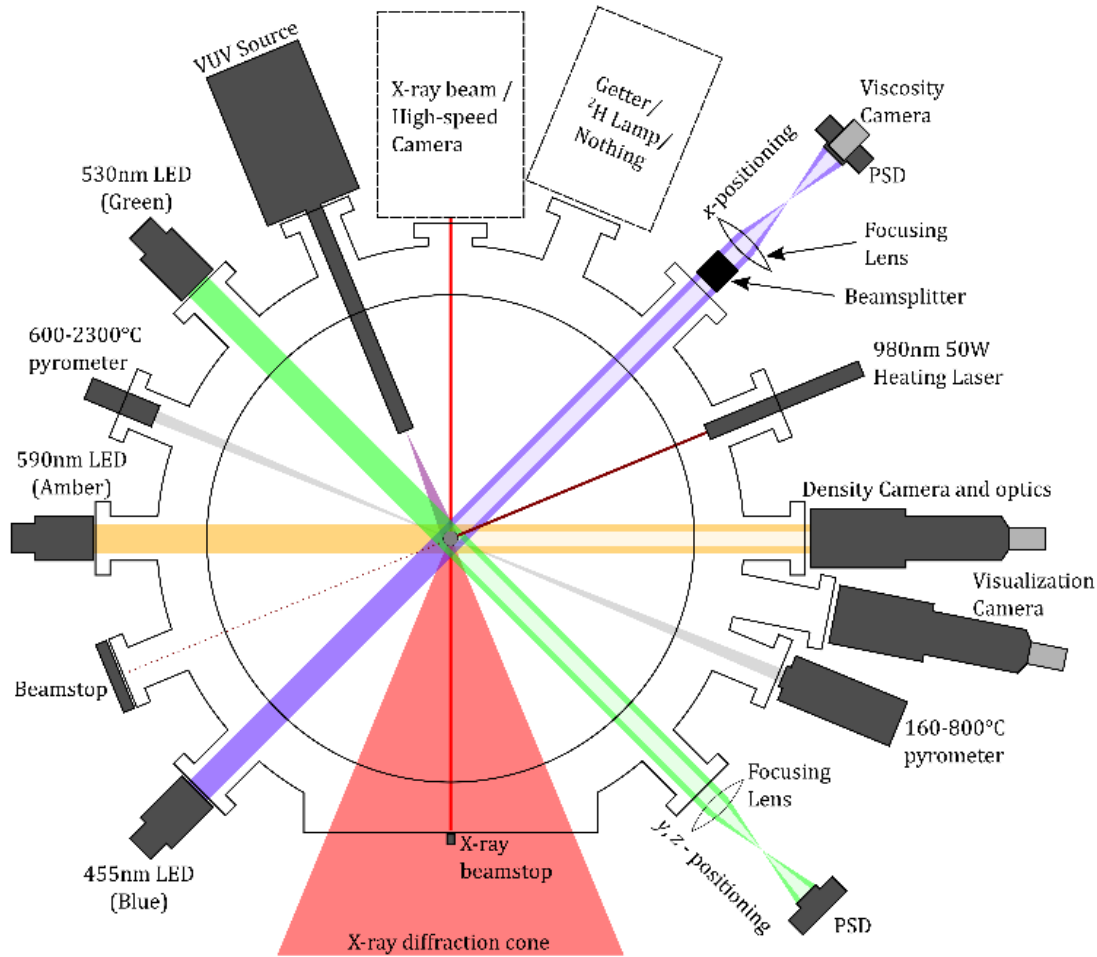 VUV Source
X-ray beam /
High-speed
Camera
Getter/
²H Lamp/
Nothing
Viscosity
Camera
PSD
x-positioning
Focusing
Lens
Beamsplitter
530nm LED
(Green)
600-2300°C
pyrometer
980nm 50W
Heating Laser
590nm LED
(Amber)
Density Camera and optics
Visualization
Camera
Beamstop
160-800°C
pyrometer
Focusing
Lens
y, z - positioning
X-ray
beamstop
455nm LED
(Blue)
PSD
X-ray diffraction cone